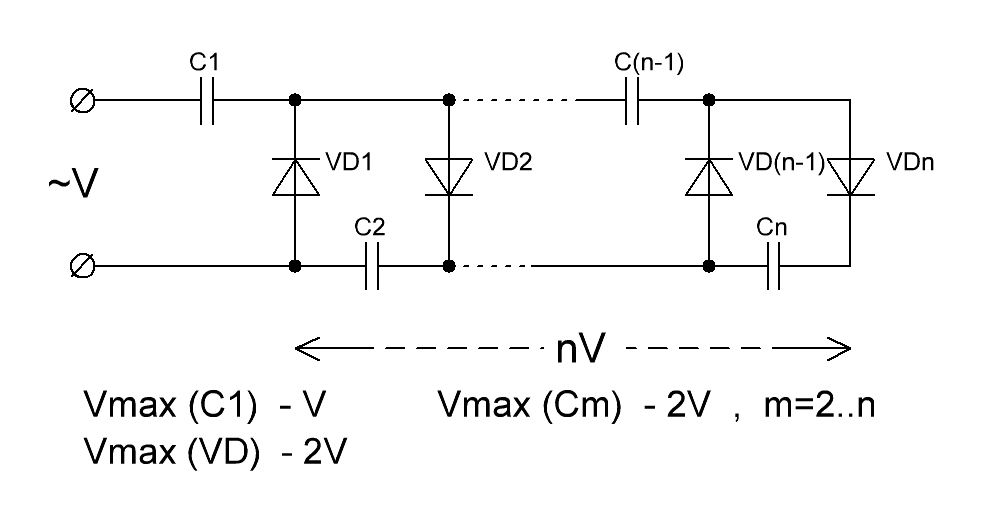 C1
C(n-1)
VD1
VD2
VD(n-1)
VDn
~V
C2
Cn
nV
Vmax (C1) - V
Vmax (Cm) - 2V , m=2..n
Vmax (VD) - 2V